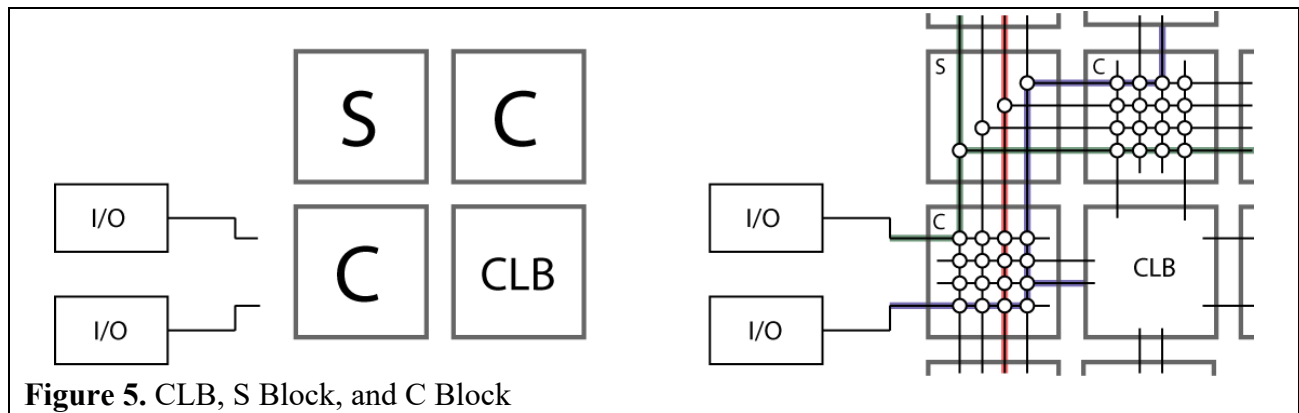 S C
S C
I/O
I/O
C
C CLB
CLB
I/O
I/O
Figure 5. CLB, S Block, and C Block